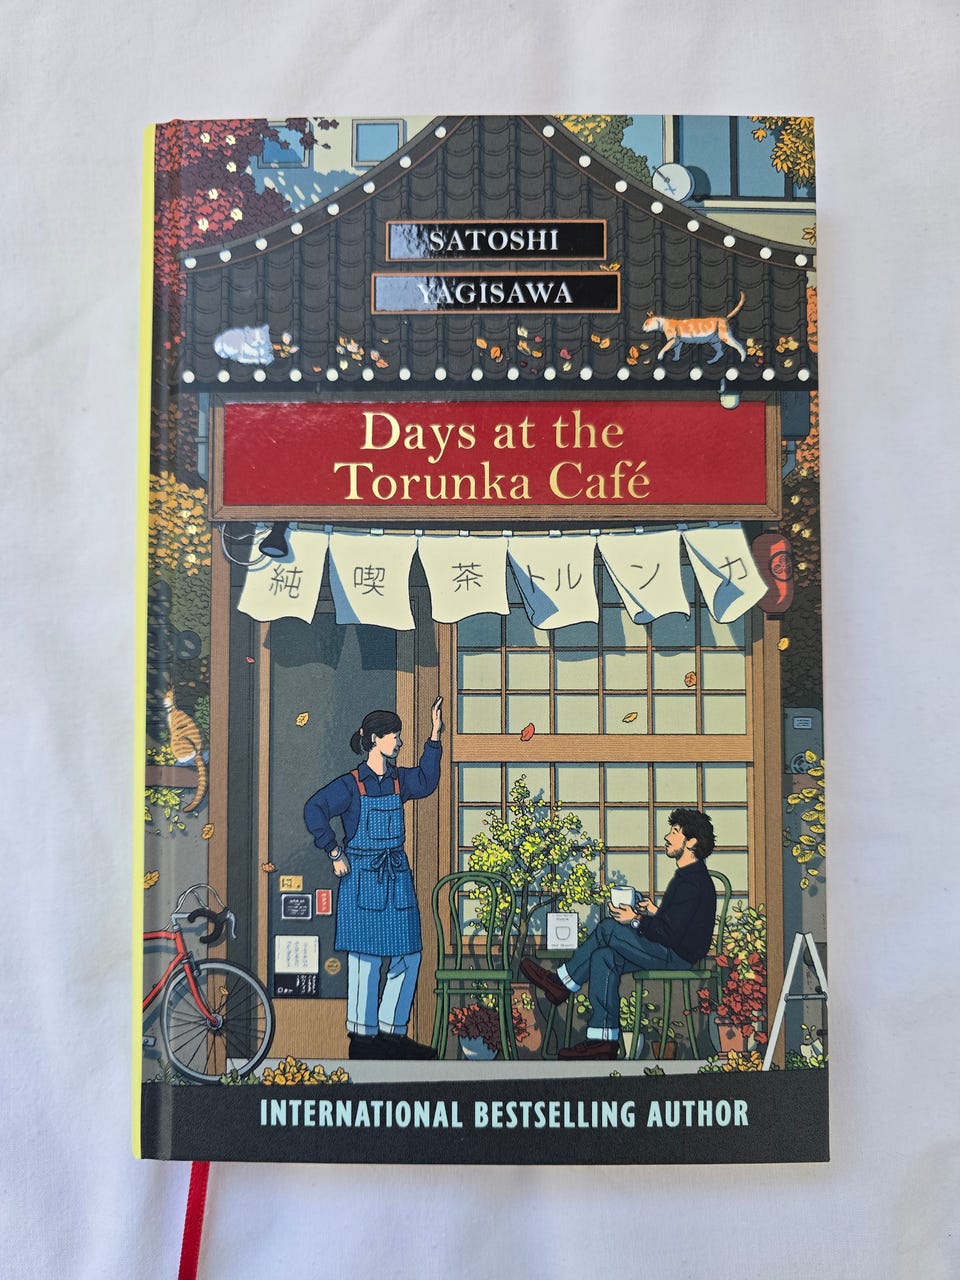 SATOSHI
YAGISAWA
Days at the
Torunka Café
純喫茶トルンカ
INTERNATIONAL BESTSELLING AUTHOR